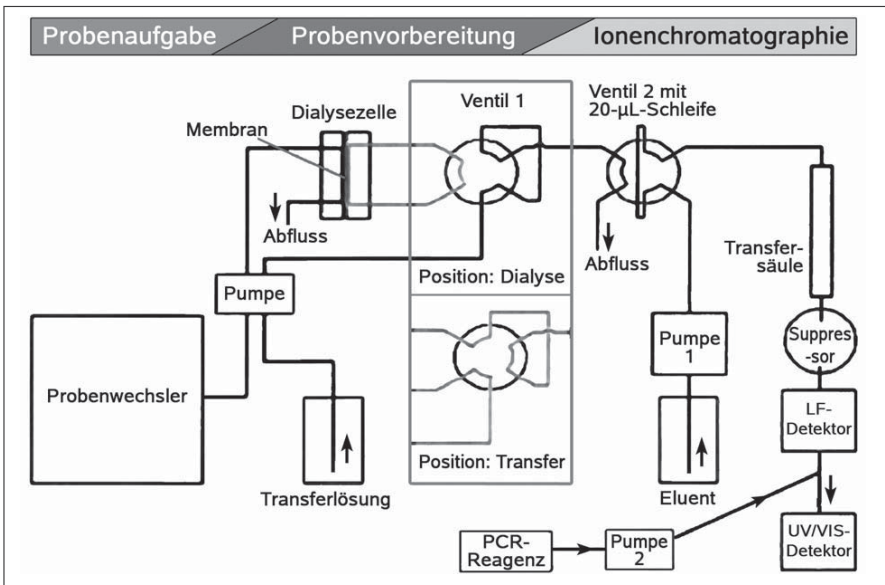 Probenaufgabe
Probenvorbereitung
Ionenchromatographie
Ventil 2 mit
20-µL-Schleife
Ventil 1
Dialysezelle
Membran
Abfluss
Abfluss
Position: Dialyse
Transfer-
säule
Pumpe
Pumpe
1
Suppres
-sor
Probenwechsler
LF-
Detektor
Position: Transfer
Transferlösung
Eluent
PCR-
Reagenz
Pumpe
2
UV/VIS-
Detektor